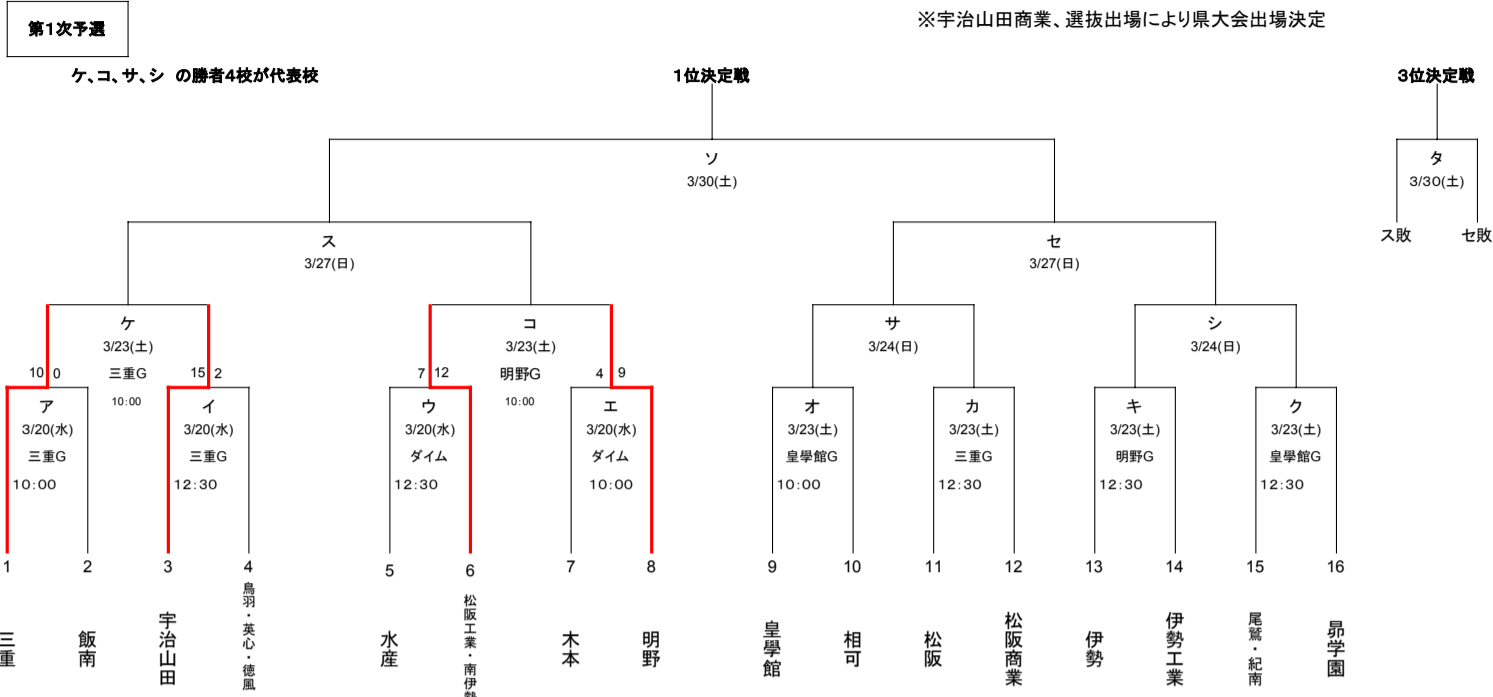 第1次予選
※宇治山田商業、選抜出場により県大会出場決定
ケ、コ、サ、シ の勝者4校が代表校
1位決定戦
3位決定戦
ソ
3/30(土)
タ
3/30(土)
ス敗
セ敗
ス
3/27(日)
セ
3/27(日)
ケ
3/23(土)
三重G
10:00
コ
3/23(土)
明野G
10:00
サ
3/24(日)
シ
3/24(日)
10 0
15 2
7 12
4 9
ア
3/20(水)
三重G
10:00
イ
3/20(水)
三重G
12:30
ウ
3/20(水)
ダイム
12:30
エ
3/20(水)
ダイム
10:00
オ
3/23(土)
皇學館G
10:00
カ
3/23(土)
三重G
12:30
キ
3/23(土)
明野G
12:30
ク
3/23(土)
皇學館G
12:30
1
2
3
4
5
6
7
8
9
10
11
12
13
14
15
16
三重
飯南
宇治山田
鳥羽・英心・徳風
水産
松阪工業・南伊勢
木本
明野
皇學館
相可
松阪
松阪商業
伊勢
伊勢工業
尾鷲・紀南
昴学園